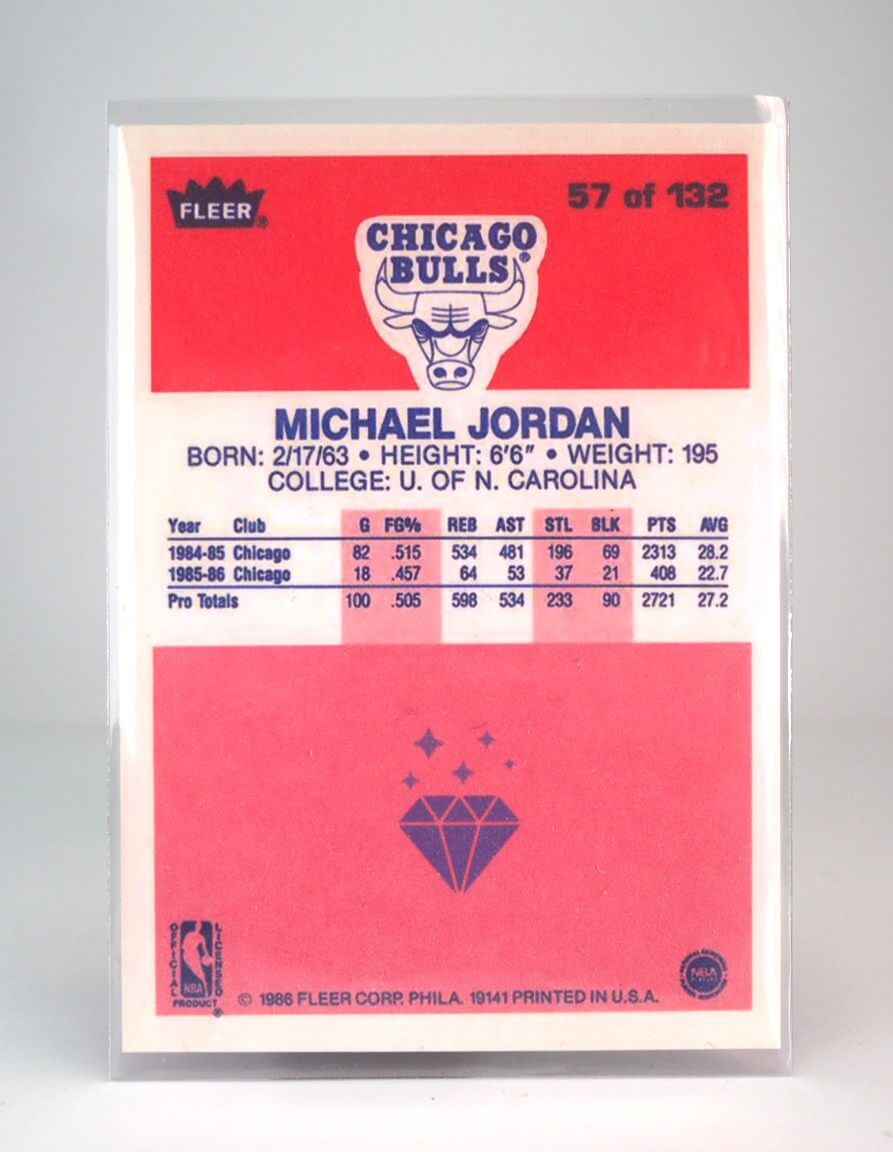 FLEER®
57 of 132
CHICAGO
BULLS®
MICHAEL JORDAN
BORN: 2/17/63 • HEIGHT: 6'6" • WEIGHT: 195
COLLEGE: U. OF N. CAROLINA
Year Club G FG% REB AST STL BLK PTS AVG
1984-85 Chicago 82 .515 534 481 196 69 2313 28.2
1985-86 Chicago 18 .457 64 53 37 21 408 22.7
Pro Totals 100 .505 598 534 233 90 2721 27.2
OFFICIAL
LICENSED
NBA
PRODUCT®
© 1986 FLEER CORP. PHILA. 19141 PRINTED IN U.S.A.
NBA